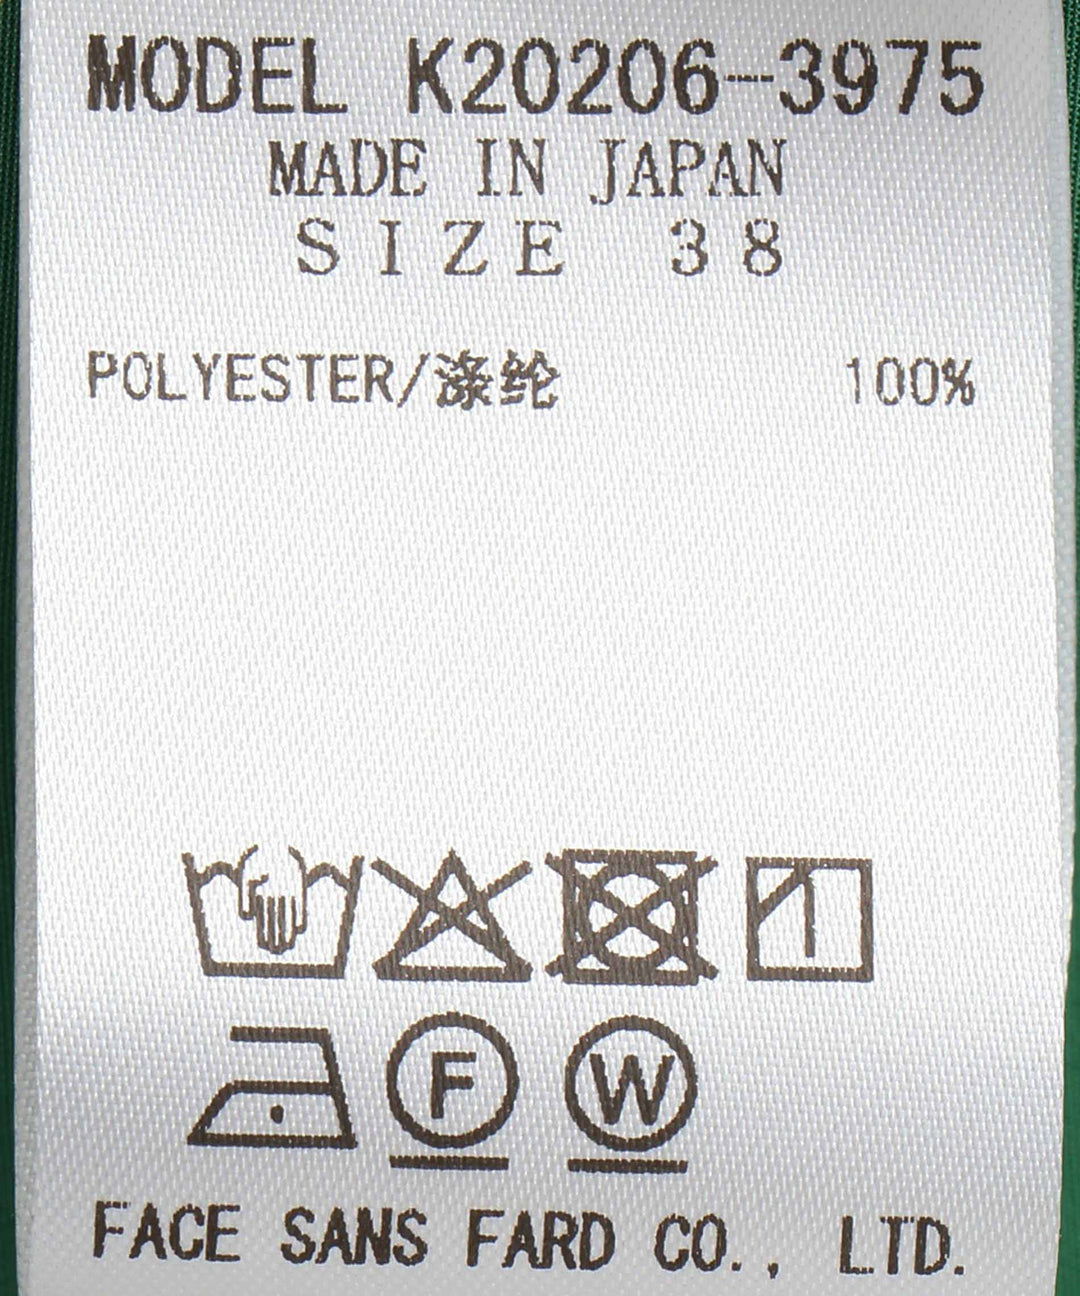 MODEL K20206-3975
MADE IN JAPAN
SIZE 38
POLYESTER/涤纶 100%
F W
FACE SANS FARD CO., LTD.